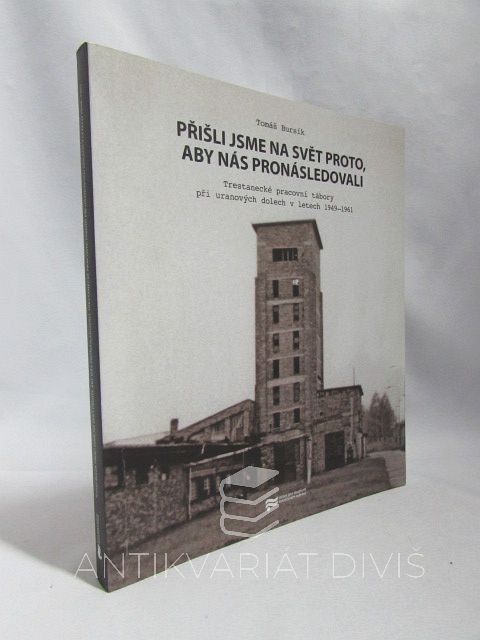 Tomáš Bursík
PŘIŠLI JSME NA SVĚT PROTO,
ABY NÁS PRONÁSLEDOVALI
Trestanecké pracovní tábory
při uranových dolech v letech 1949–1961
ANTIKVARIÁT DIVIŠ